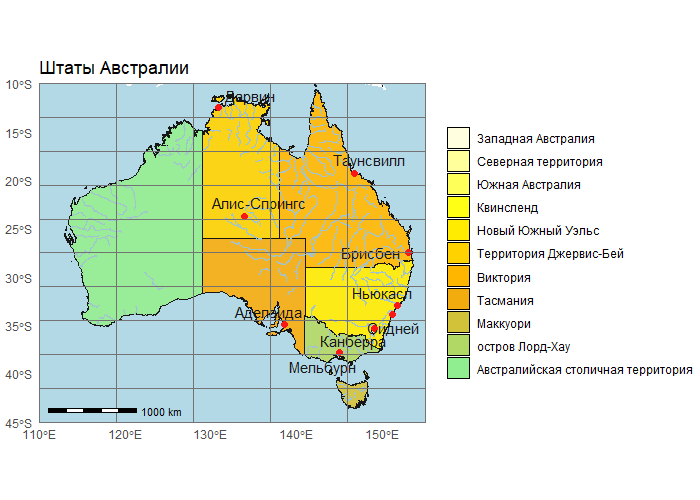 Штаты Австралии
10°S
15°S
20°S
25°S
30°S
35°S
40°S
45°S
110°E
120°E
130°E
140°E
150°E
Дарвин
Таунсвилл
Алис-Спрингс
Брисбен
Ньюкасл
Аделаида
Сидней
Канберра
Мельбурн
1000 km
Западная Австралия
Северная территория
Южная Австралия
Квинсленд
Новый Южный Уэльс
Территория Джервис-Бей
Виктория
Тасмания
Маккуори
остров Лорд-Хау
Австралийская столичная территория